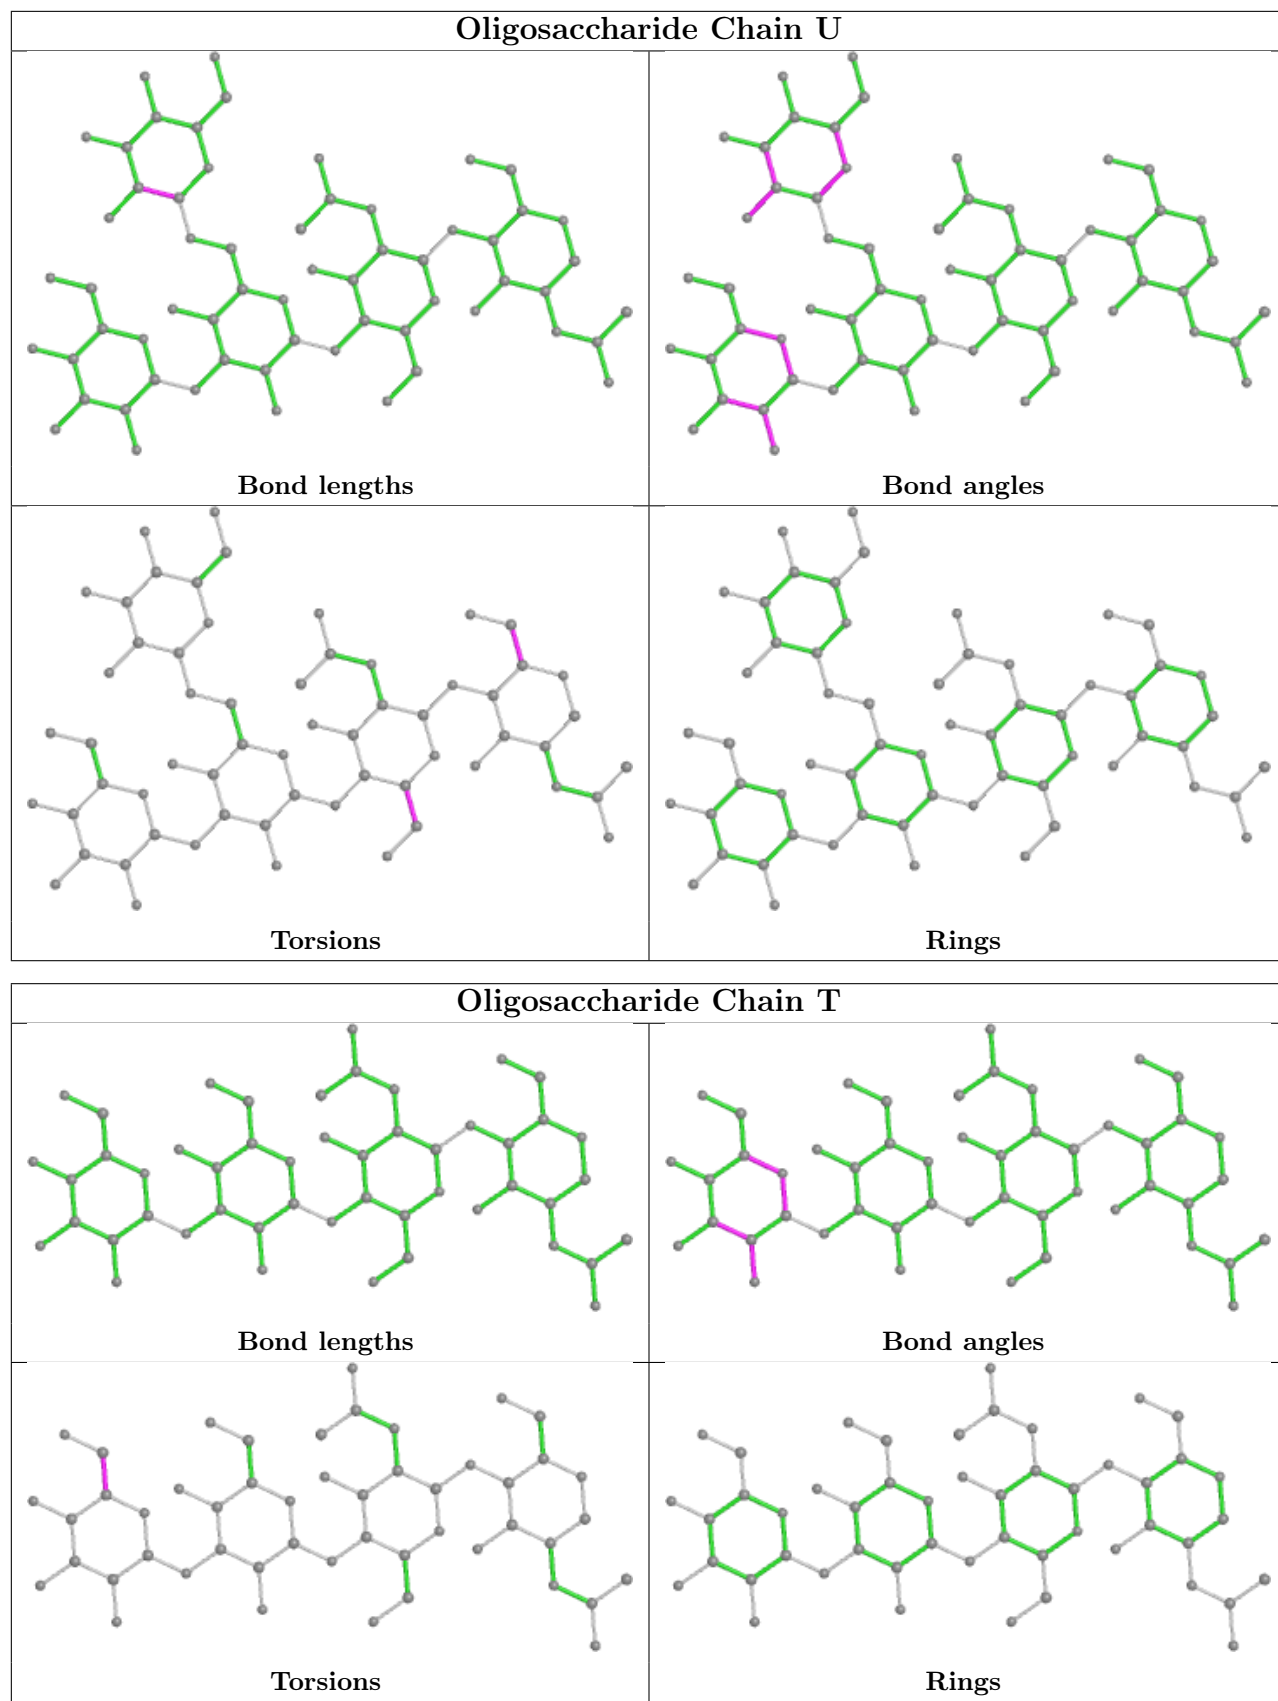 Oligosaccharide Chain U
Bond lengths
Bond angles
Torsions
Rings
Oligosaccharide Chain T
Bond lengths
Bond angles
Torsions
Rings